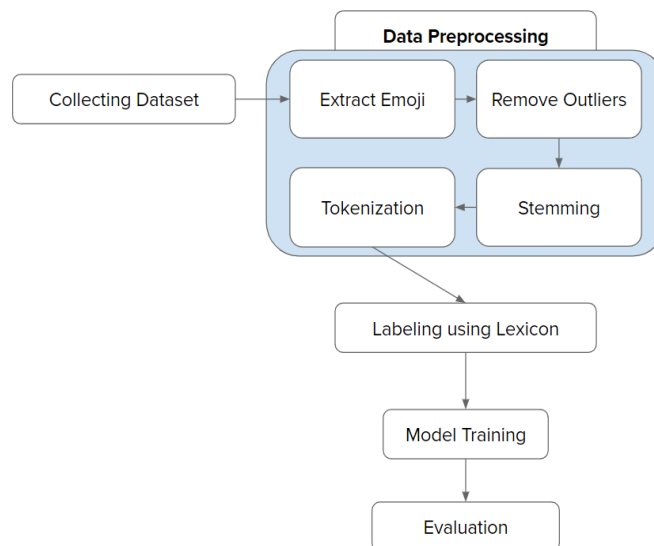 Data Preprocessing
Collecting Dataset
Extract Emoji
Remove Outliers
Tokenization
Stemming
Labeling using Lexicon
Model Training
Evaluation